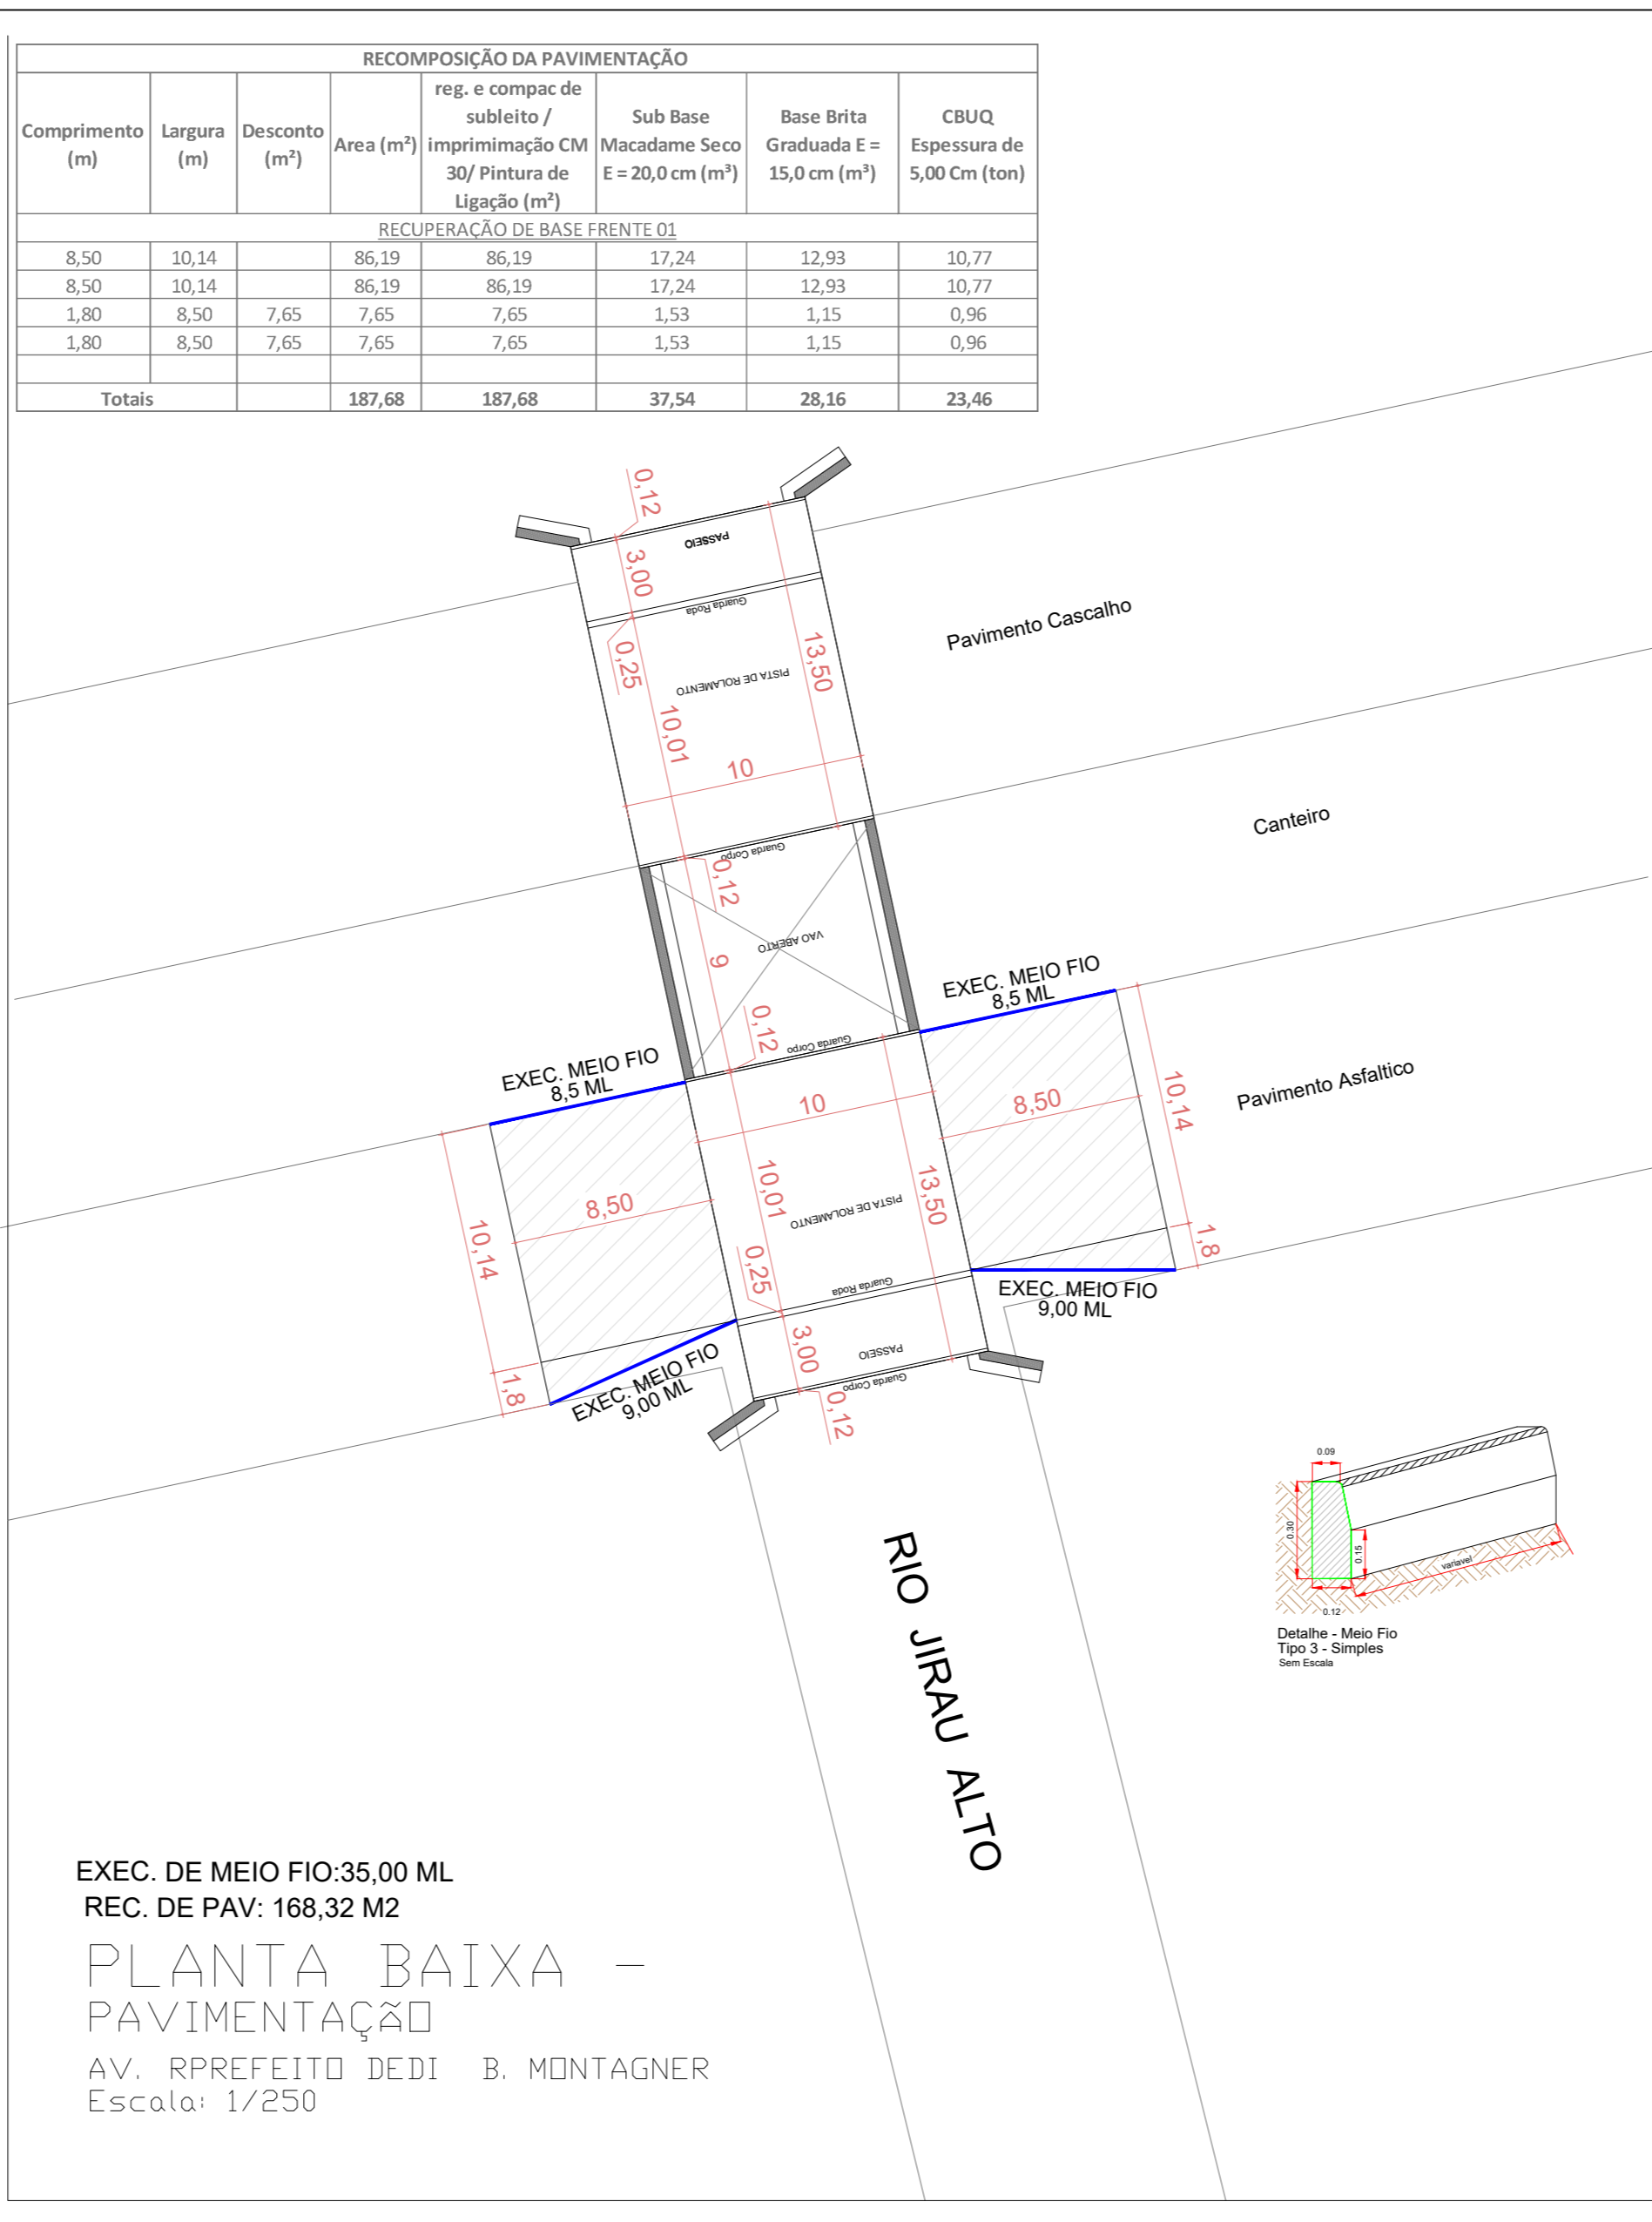 RECOMPOSIÇÃO DA PAVIMENTAÇÃO
Comprimento (m) Largura (m) Desconto (m²) Area (m²) reg. e compac de subleito / imprimimação CM 30/ Pintura de Ligação (m²) Sub Base Macadame Seco E = 20,0 cm (m³) Base Brita Graduada E = 15,0 cm (m³) CBUQ Espessura de 5,00 Cm (ton)
RECUPERAÇÃO DE BASE FRENTE 01
8,50 10,14 86,19 86,19 17,24 12,93 10,77
8,50 10,14 86,19 86,19 17,24 12,93 10,77
1,80 8,50 7,65 7,65 7,65 1,53 1,15 0,96
1,80 8,50 7,65 7,65 7,65 1,53 1,15 0,96
Totais 187,68 187,68 37,54 28,16 23,46
0,12
PASSEIO
3,00
Guarda Roda
0,25
13,50
PISTA DE ROLAMENTO
10,01
10
Pavimento Cascalho
Canteiro
Guarda Corpo
0,12
VAO ABERTO
9
0,12
Guarda Corpo
EXEC. MEIO FIO
8,5 ML
EXEC. MEIO FIO
8,5 ML
10
8,50
10,14
Pavimento Asfaltico
10,01
13,50
PISTA DE ROLAMENTO
8,50
10,14
1,8
0,25
Guarda Roda
EXEC. MEIO FIO
9,00 ML
3,00
PASSEIO
Guarda Corpo
0,12
1,8
EXEC. MEIO FIO
9,00 ML
RIO JIRAU ALTO
0.09
0.30
0.15
variavel
0.12
Detalhe - Meio Fio
Tipo 3 - Simples
Sem Escala
EXEC. DE MEIO FIO:35,00 ML
REC. DE PAV: 168,32 M2
PLANTA BAIXA -
PAVIMENTAÇÃO
AV. RPREFEITO DEDI B. MONTAGNER
Escala: 1/250